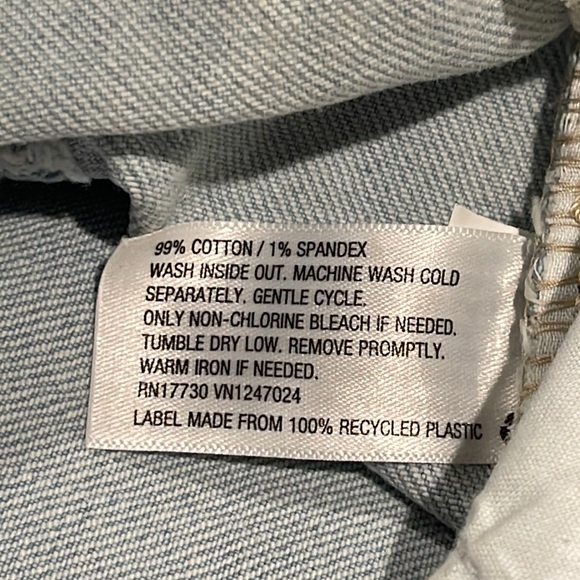 99% COTTON / 1% SPANDEX
WASH INSIDE OUT. MACHINE WASH COLD
SEPARATELY. GENTLE CYCLE.
ONLY NON-CHLORINE BLEACH IF NEEDED.
TUMBLE DRY LOW. REMOVE PROMPTLY.
WARM IRON IF NEEDED.
RN17730 VN1247024
LABEL MADE FROM 100% RECYCLED PLASTIC